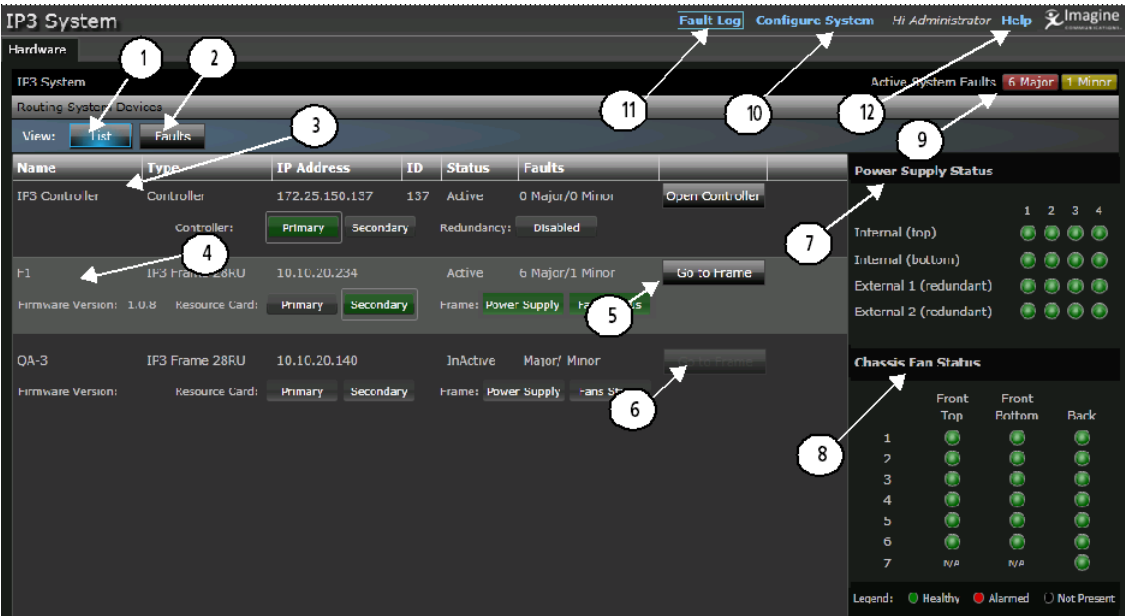 IP3 System Fault Log Configure System Hi Administrator Help Imagine
Hardware
1 2
IP3 System Active System Faults 6 Major 1 Minor
Routing System Devices
11 10 12
View: List Faults
3 9
Name Type IP Address ID Status Faults
Power Supply Status
IP3 Controller Controller 172.25.150.137 137 Active 0 Major/0 Minor Open Controller
1 2 3 4
Controller: Primary Secondary Redundancy: Disabled
Internal (top)
7
4
Internal (bottom)
F1 IP3 Frame 28RU 10.10.20.234 Active 6 Major/1 Minor Go to Frame
External 1 (redundant)
Firmware Version: 1.0.8 Resource Card: Primary Secondary Frame: Power Supply
External 2 (redundant)
5
QA-3 IP3 Frame 28RU 10.10.20.140 InActive Major/ Minor Go to Frame
Chassis Fan Status
Firmware Version: Resource Card: Primary Secondary Frame: Power Supply Fans
6
Front Top Front Bottom Back
8
1
2
3
4
5
6
7 N/A N/A
Legend: Healthy Alarmed Not Present